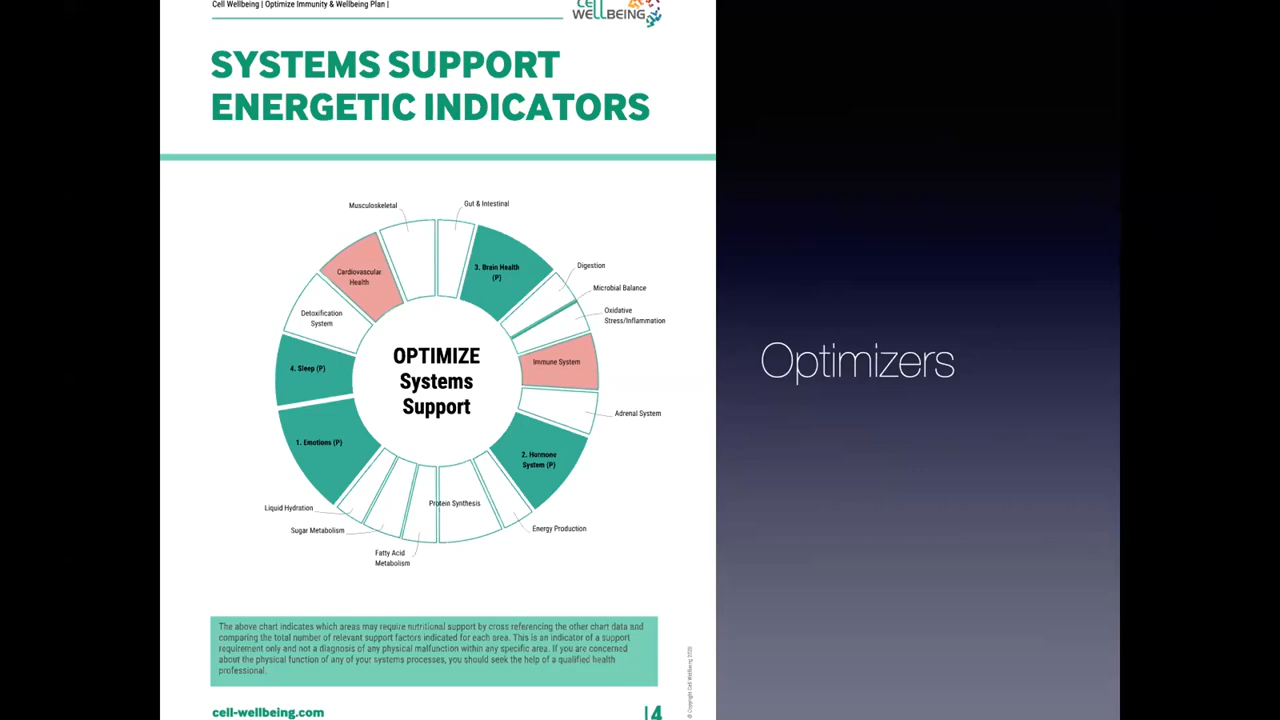 Cell Wellbeing | Optimize Immunity & Wellbeing Plan |
cell
WELLBEING
SYSTEMS SUPPORT
ENERGETIC INDICATORS
Musculoskeletal
Gut & Intestinal
3. Brain Health
(P)
Digestion
Microbial Balance
Oxidative
Stress/Inflammation
Cardiovascular
Health
Detoxification
System
Immune System
4. Sleep (P)
OPTIMIZE
Systems
Support
Adrenal System
1. Emotions (P)
2. Hormone
System (P)
Liquid Hydration
Sugar Metabolism
Fatty Acid
Metabolism
Protein Synthesis
Energy Production
The above chart indicates which areas may require nutritional support by cross referencing the other chart data and
comparing the total number of relevant support factors indicated for each area. This is an indicator of a support
requirement only and not a diagnosis of any physical malfunction within any specific area. If you are concerned
about the physical function of any of your systems processes, you should seek the help of a qualified health
professional.
cell-wellbeing.com
|4
© Copyright Cell Wellbeing 2020
Optimizers